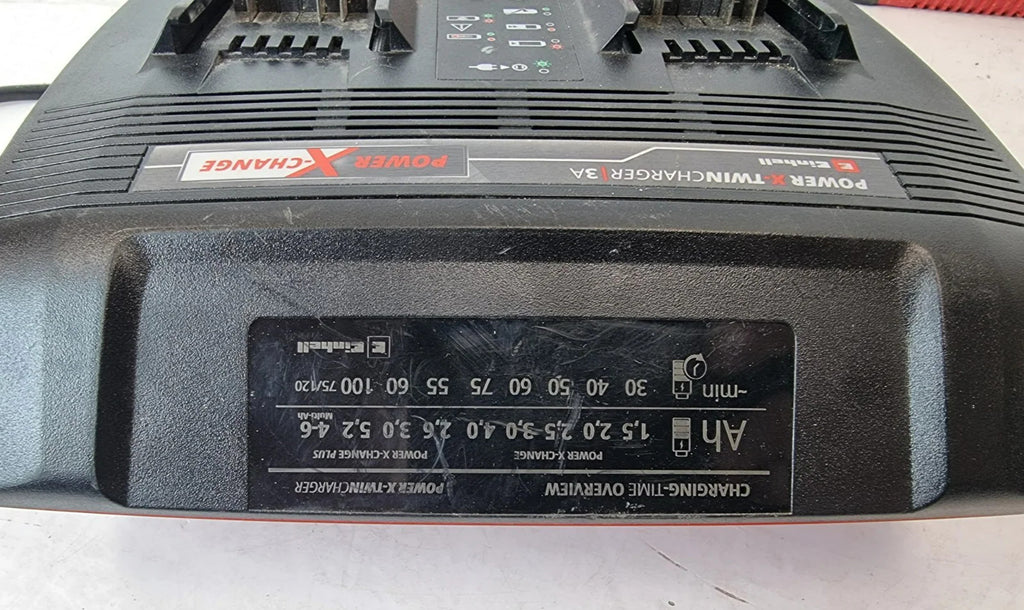 CHARGING-TIME OVERVIEW POWER X-TWINCHARGER
POWER X-CHANGE POWER X-CHANGE PLUS
Ah 1,5 2,0 2,5 3,0 4,0 2,6 3,0 5,2 4-6
Multi-Ah
~min 30 40 50 60 75 55 60 100 75/120
Einhell
POWER X-TWINCHARGER | 3A
Einhell
POWER X-CHANGE